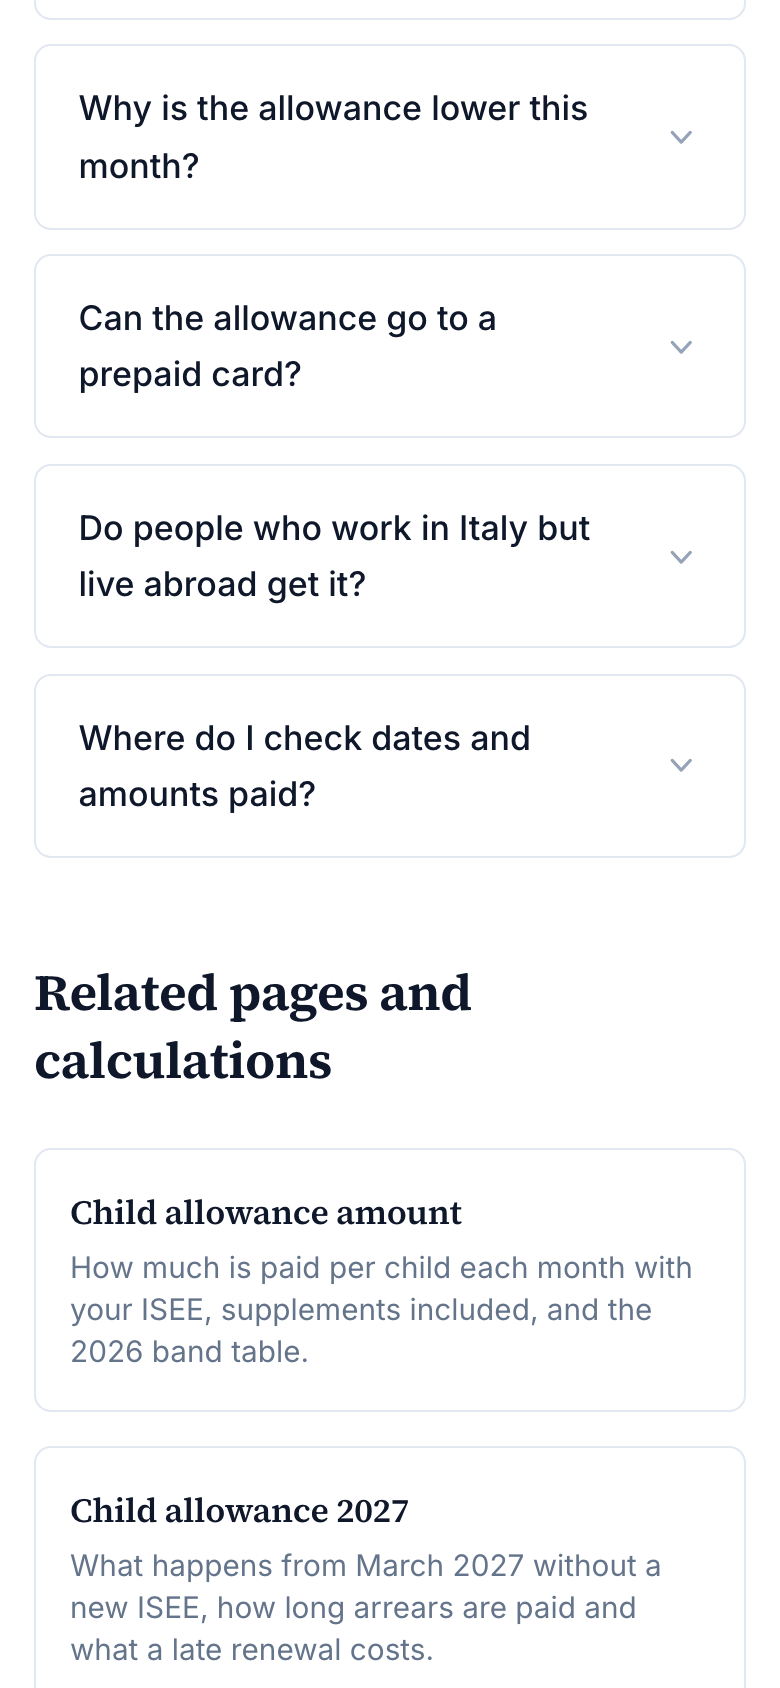 Why is the allowance lower this
month?
Can the allowance go to a
prepaid card?
Do people who work in Italy but
live abroad get it?
Where do I check dates and
amounts paid?
Related pages and
calculations
Child allowance amount
How much is paid per child each month with
your ISEE, supplements included, and the
2026 band table.
Child allowance 2027
What happens from March 2027 without a
new ISEE, how long arrears are paid and
what a late renewal costs.